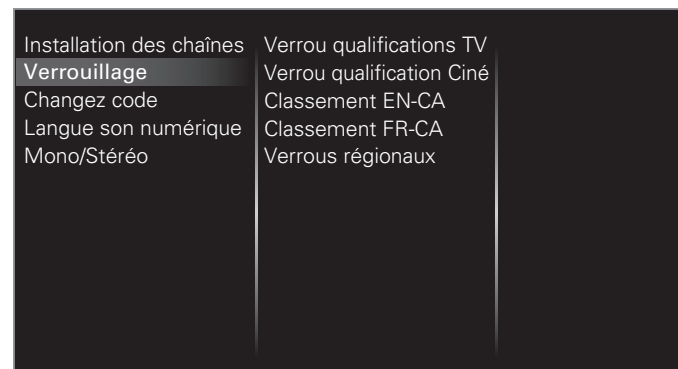 Installation des chaînes
Verrouillage
Changez code
Langue son numérique
Mono/Stéréo
Verrou qualifications TV
Verrou qualification Ciné
Classement EN-CA
Classement FR-CA
Verrous régionaux